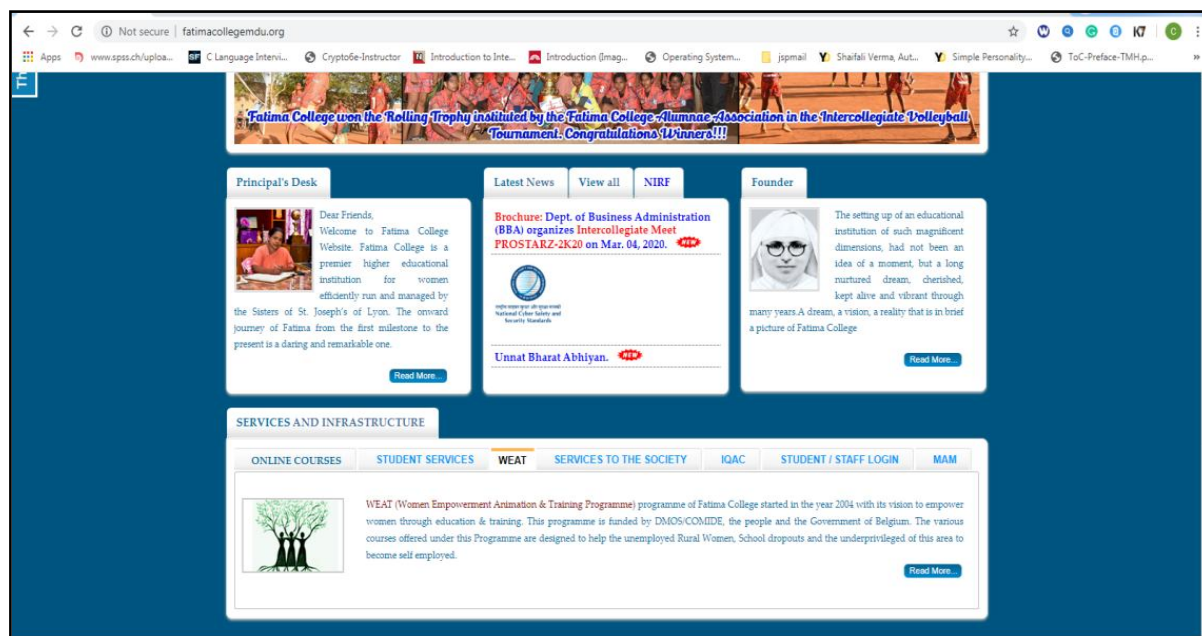 Not secure | fatimacollegemdu.org
Apps www.spss.ch/uploa... C Language Intervi... Crypto6e-Instructor Introduction to Inte... Introduction (Imag... Operating System... jspmail Shaifali Verma, Aut... Simple Personality... ToC-Preface-TMH.p... »
Fatima College won the Rolling Trophy instituted by the Fatima College Alumnae Association in the Intercollegiate Volleyball
Tournament. Congratulations Winners!!!
Principal's Desk
Dear Friends,
Welcome to Fatima College
Website. Fatima College is a
premier higher educational
institution for women
efficiently run and managed by
the Sisters of St. Joseph's of Lyon. The onward
journey of Fatima from the first milestone to the
present is a daring and remarkable one.
Read More...
Latest News View all NIRF
Brochure: Dept. of Business Administration
(BBA) organizes Intercollegiate Meet
PROSTARZ-2K20 on Mar. 04, 2020. NEW
National Cyber Safety and
Security Standards
Unnat Bharat Abhiyan. NEW
Founder
The setting up of an educational
institution of such magnificent
dimensions, had not been an
idea of a moment, but a long
nurtured dream, cherished,
kept alive and vibrant through
many years.A dream, a vision, a reality that is in brief
a picture of Fatima College
Read More...
SERVICES AND INFRASTRUCTURE
ONLINE COURSES STUDENT SERVICES WEAT SERVICES TO THE SOCIETY IQAC STUDENT / STAFF LOGIN MAM
WEAT (Women Empowerment Animation & Training Programme) programme of Fatima College started in the year 2004 with its vision to empower
women through education & training. This programme is funded by DMOS/COMIDE, the people and the Government of Belgium. The various
courses offered under this Programme are designed to help the unemployed Rural Women, School dropouts and the underprivileged of this area to
become self employed.
Read More...